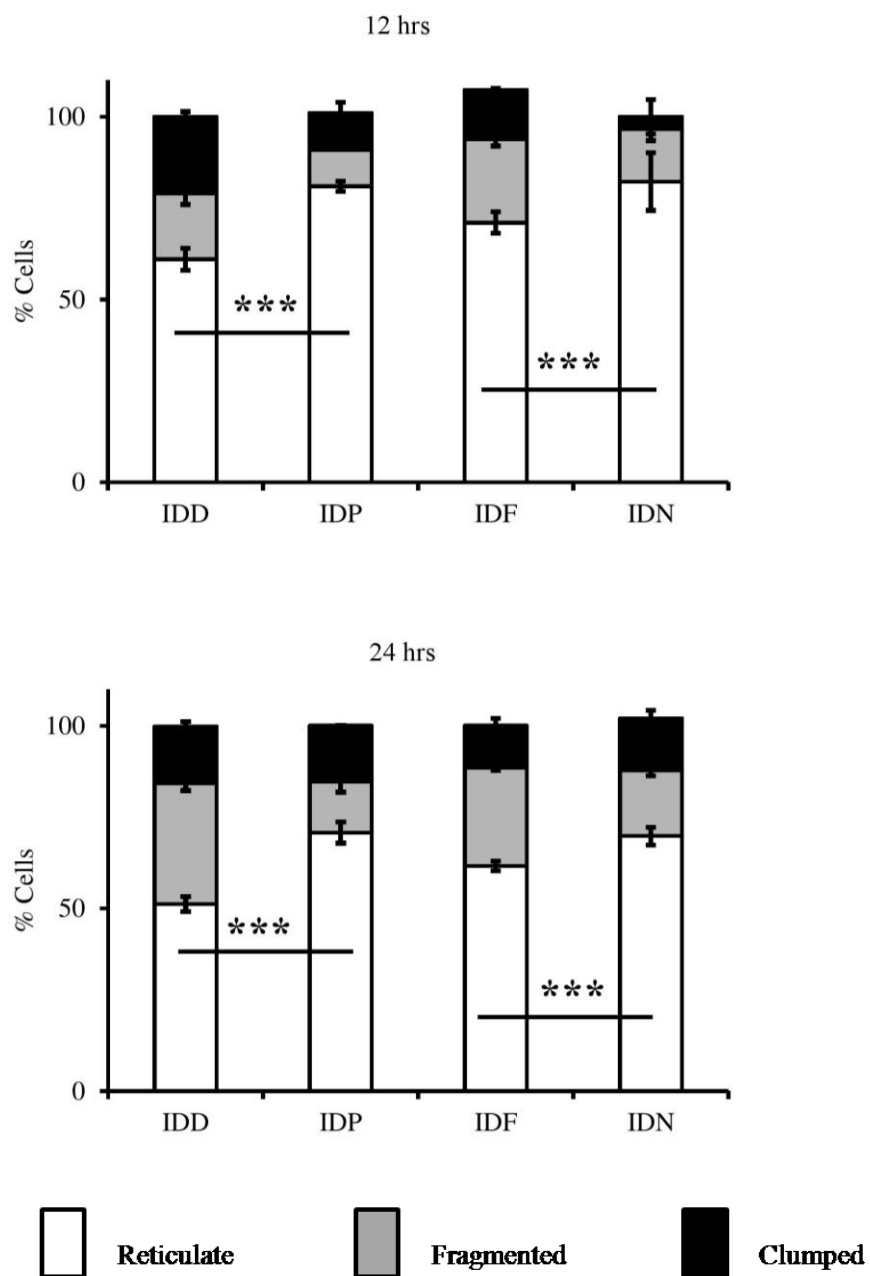 12 hrs
100
50
0
% Cells
***
***
IDD IDP IDF IDN
24 hrs
100
50
0
% Cells
***
***
IDD IDP IDF IDN
Reticulate Fragmented Clumped